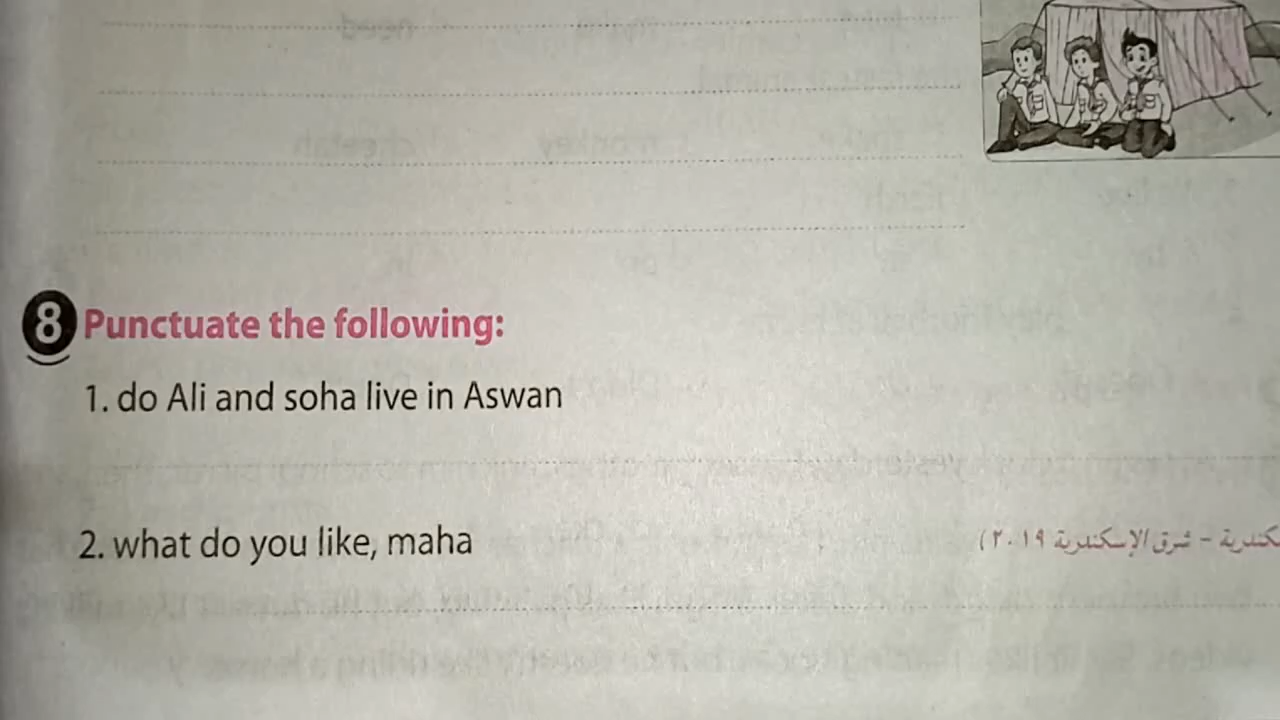 8 Punctuate the following:
1. do Ali and soha live in Aswan
2. what do you like, maha
شرق الإسكندرية ٢٠١٩)